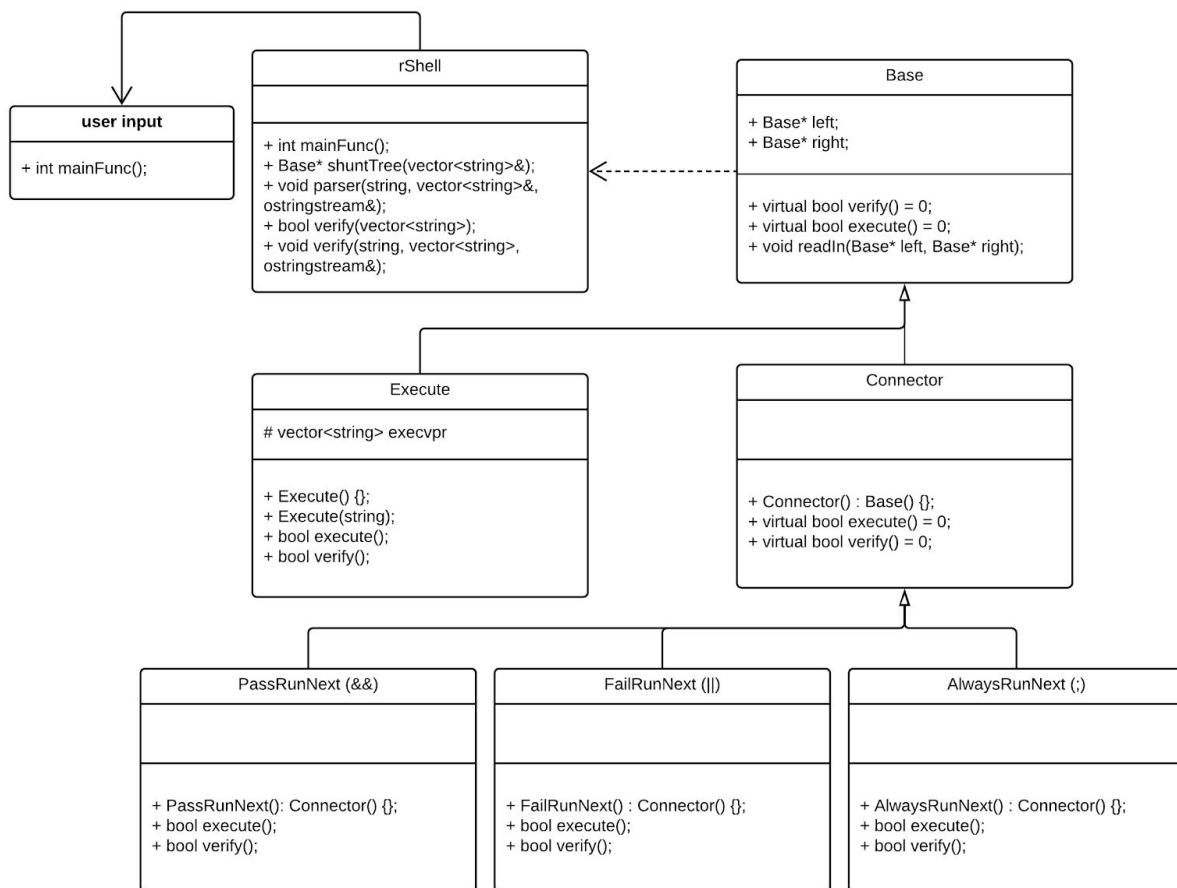 rShell
+ int mainFunc();
+ Base* shuntTree(vector<string>&);
+ void parser(string, vector<string>&,
ostringstream&);
+ bool verify(vector<string>);
+ void verify(string, vector<string>,
ostringstream&);
user input
+ int mainFunc();
Base
+ Base* left;
+ Base* right;
+ virtual bool verify() = 0;
+ virtual bool execute() = 0;
+ void readIn(Base* left, Base* right);
Execute
# vector<string> execvpr
+ Execute() {};
+ Execute(string);
+ bool execute();
+ bool verify();
Connector
+ Connector() : Base() {};
+ virtual bool execute() = 0;
+ virtual bool verify() = 0;
PassRunNext (&&)
+ PassRunNext(): Connector() {};
+ bool execute();
+ bool verify();
FailRunNext (||)
+ FailRunNext() : Connector() {};
+ bool execute();
+ bool verify();
AlwaysRunNext (;)
+ AlwaysRunNext() : Connector() {};
+ bool execute();
+ bool verify();